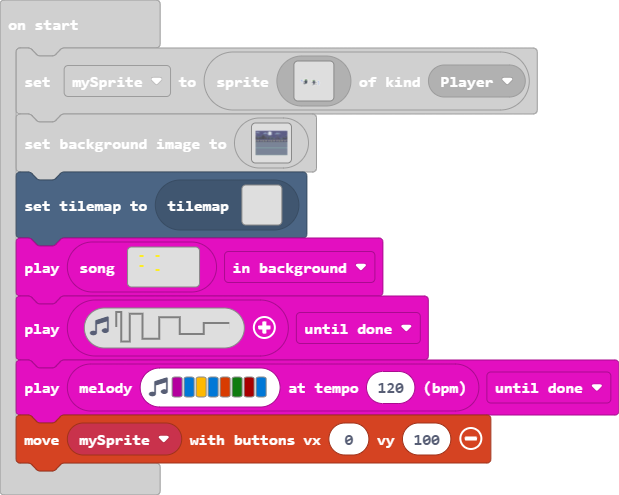 on start
set mySprite to sprite of kind Player
set background image to
set tilemap to tilemap
play song in background
play until done
play melody at tempo 120 (bpm) until done
move mySprite with buttons vx 0 vy 100